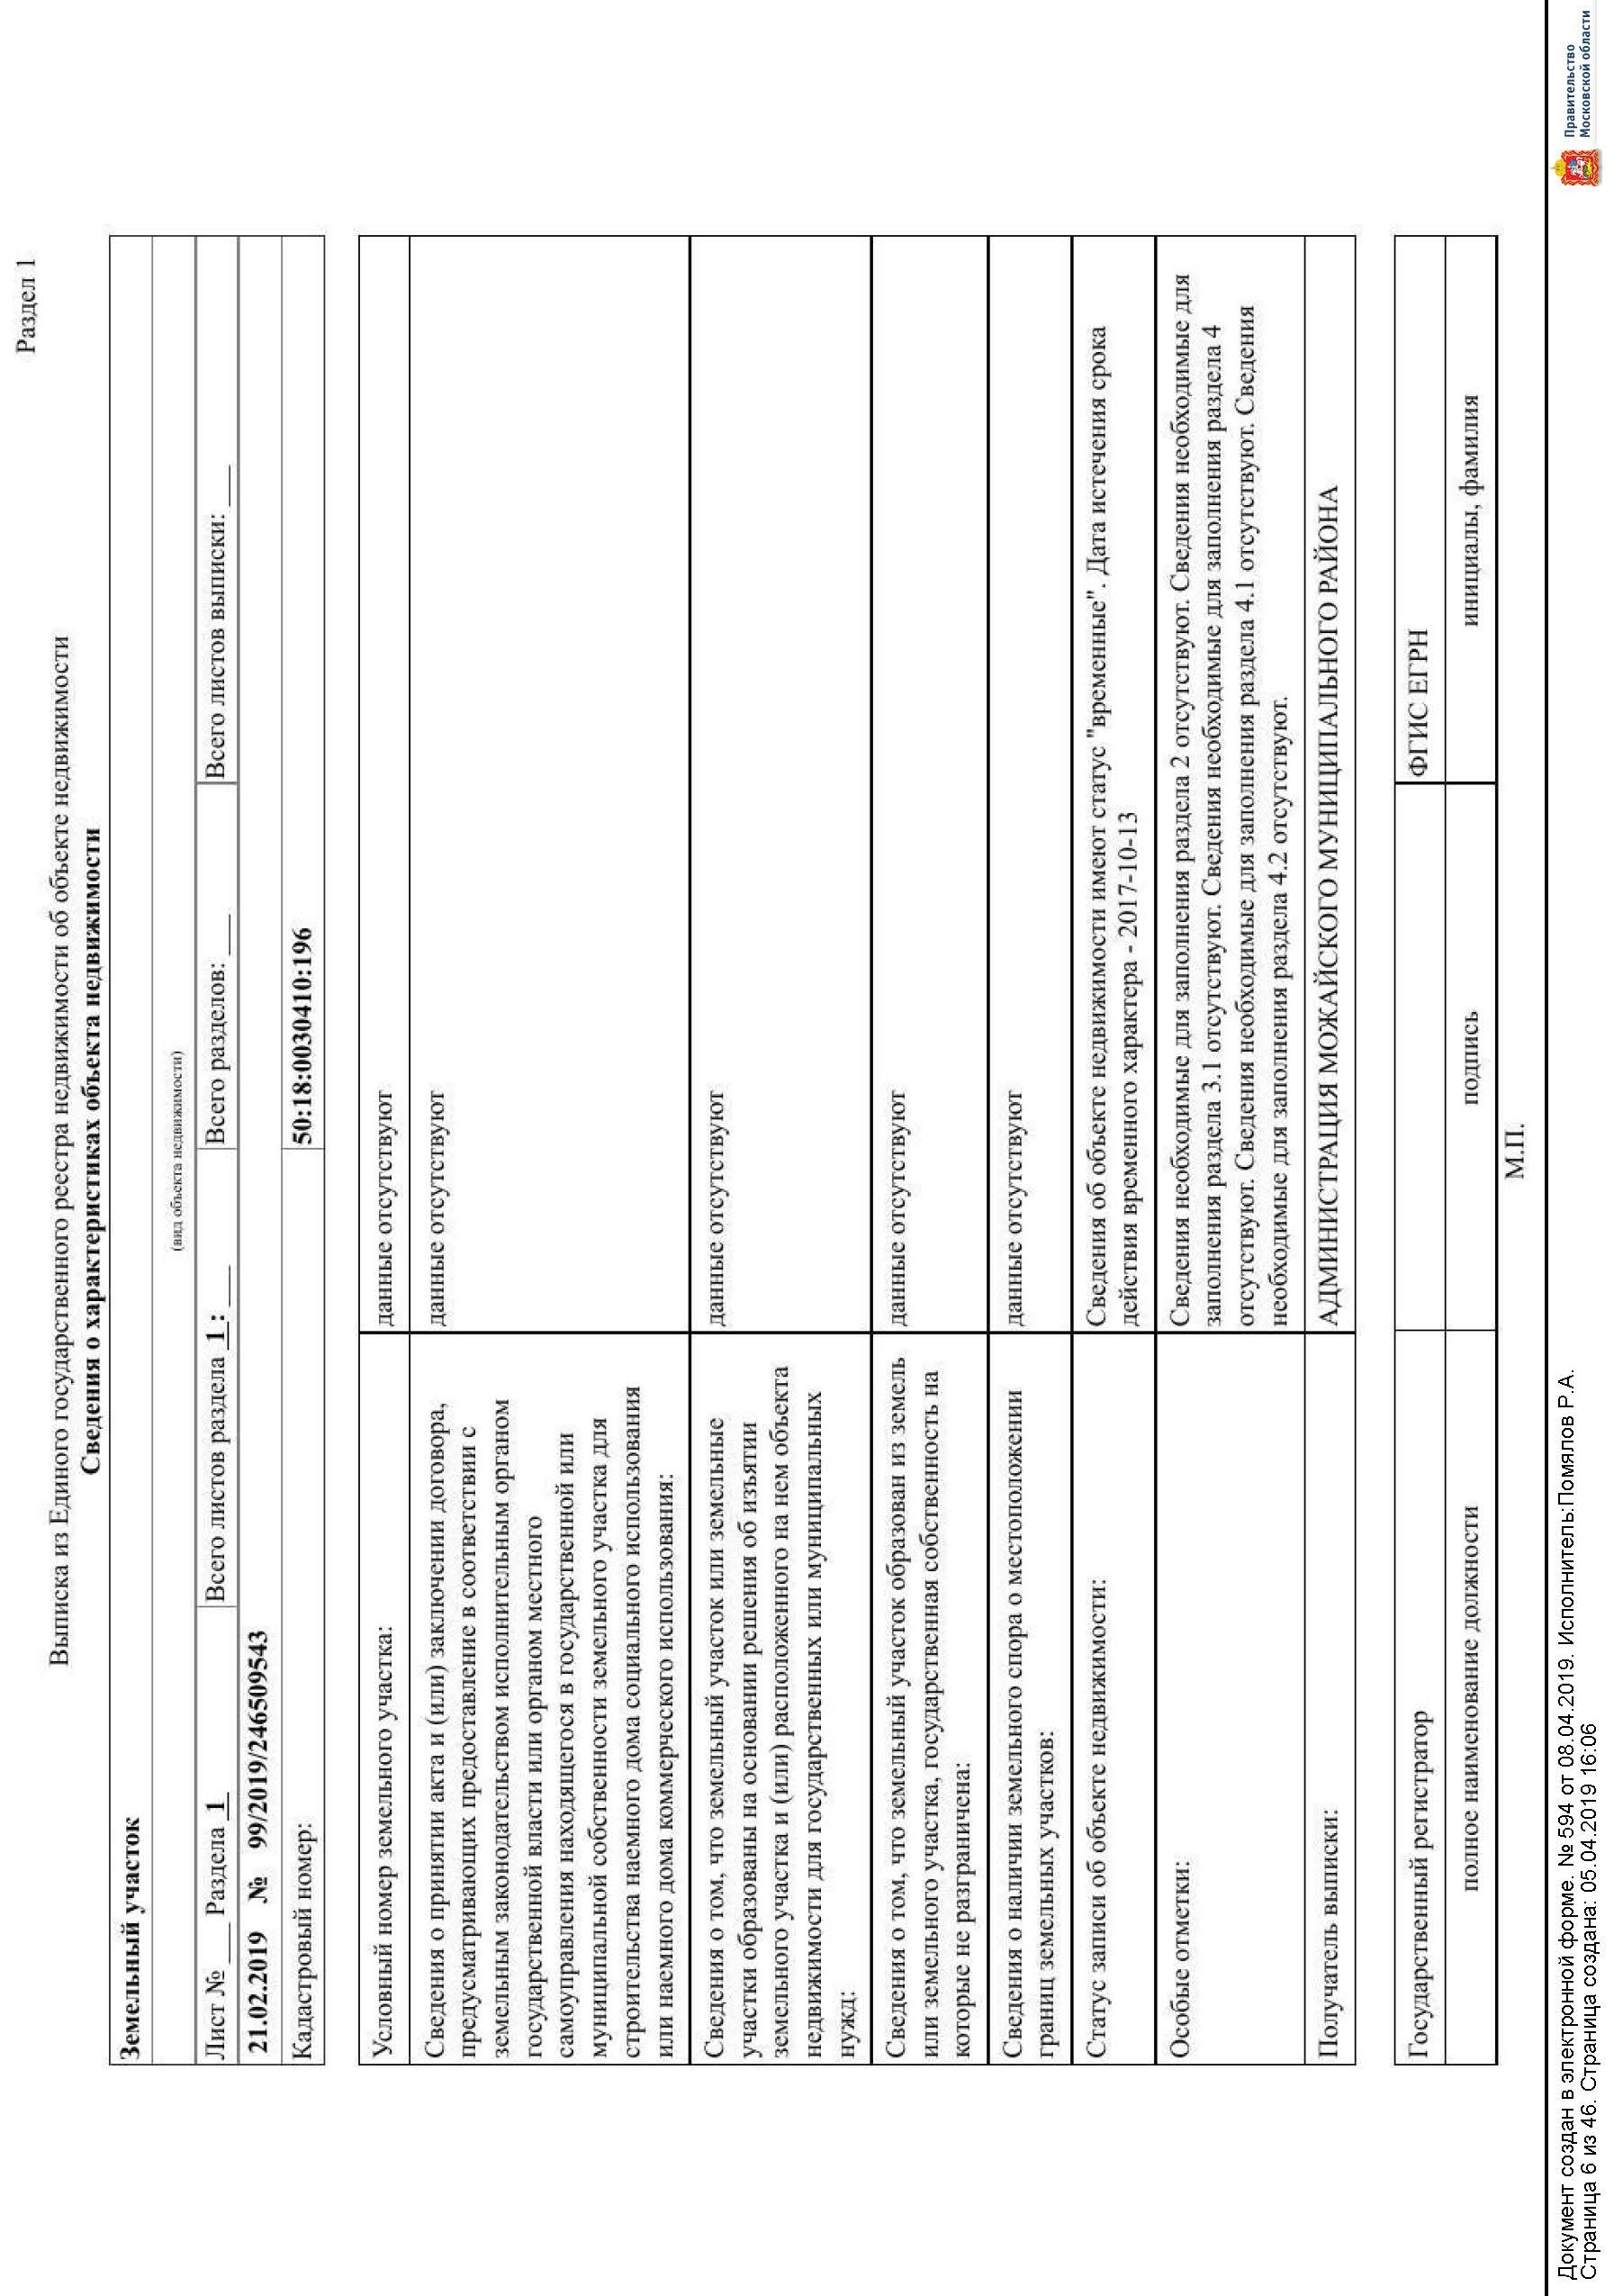 Раздел 1
Выписка из Единого государственного реестра недвижимости об объекте недвижимости
Сведения о характеристиках объекта недвижимости
Земельный участок
(вид объекта недвижимости)
Лист № ___ Раздела 1 Всего листов раздела 1 : ___ Всего разделов: ___ Всего листов выписки: ___
21.02.2019 № 99/2019/246509543
Кадастровый номер: 50:18:0030410:196
Условный номер земельного участка: данные отсутствуют
Сведения о принятии акта и (или) заключении договора, данные отсутствуют
предусматривающих предоставление в соответствии с
земельным законодательством исполнительным органом
государственной власти или органом местного
самоуправления находящегося в государственной или
муниципальной собственности земельного участка для
строительства наемного дома социального использования
или наемного дома коммерческого использования:
Сведения о том, что земельный участок или земельные данные отсутствуют
участки образованы на основании решения об изъятии
земельного участка и (или) расположенного на нем объекта
недвижимости для государственных или муниципальных
нужд:
Сведения о том, что земельный участок образован из земель данные отсутствуют
или земельного участка, государственная собственность на
которые не разграничена:
Сведения о наличии земельного спора о местоположении данные отсутствуют
границ земельных участков:
Статус записи об объекте недвижимости: Сведения об объекте недвижимости имеют статус "временные". Дата истечения срока
действия временного характера - 2017-10-13
Особые отметки: Сведения необходимые для заполнения раздела 2 отсутствуют. Сведения необходимые для
заполнения раздела 3.1 отсутствуют. Сведения необходимые для заполнения раздела 4
отсутствуют. Сведения необходимые для заполнения раздела 4.1 отсутствуют. Сведения
необходимые для заполнения раздела 4.2 отсутствуют.
Получатель выписки: АДМИНИСТРАЦИЯ МОЖАЙСКОГО МУНИЦИПАЛЬНОГО РАЙОНА
Государственный регистратор ФГИС ЕГРН
полное наименование должности подпись инициалы, фамилия
М.П.
Документ создан в электронной форме. № 594 от 08.04.2019. Исполнитель:Помялов Р.А.
Страница 6 из 46. Страница создана: 05.04.2019 16:06
Правительство
Московской области